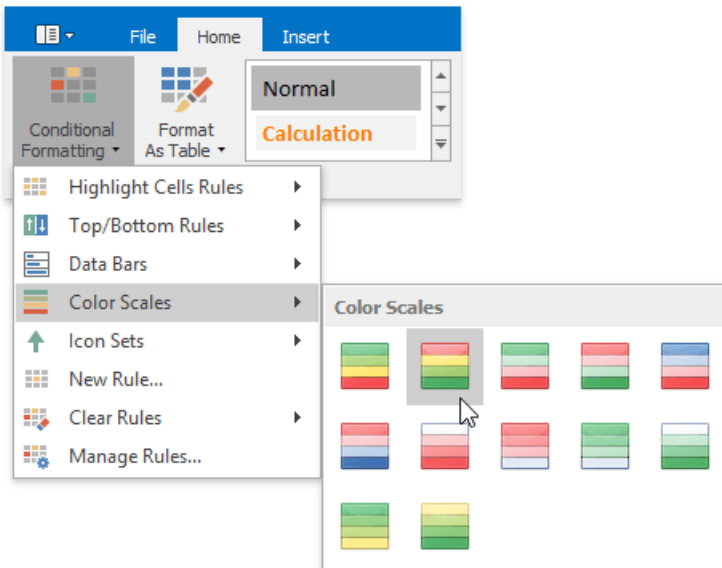 File Home Insert
Normal
Calculation
Conditional
Formatting
Format
As Table
Highlight Cells Rules
Top/Bottom Rules
Data Bars
Color Scales
Icon Sets
New Rule...
Clear Rules
Manage Rules...
Color Scales